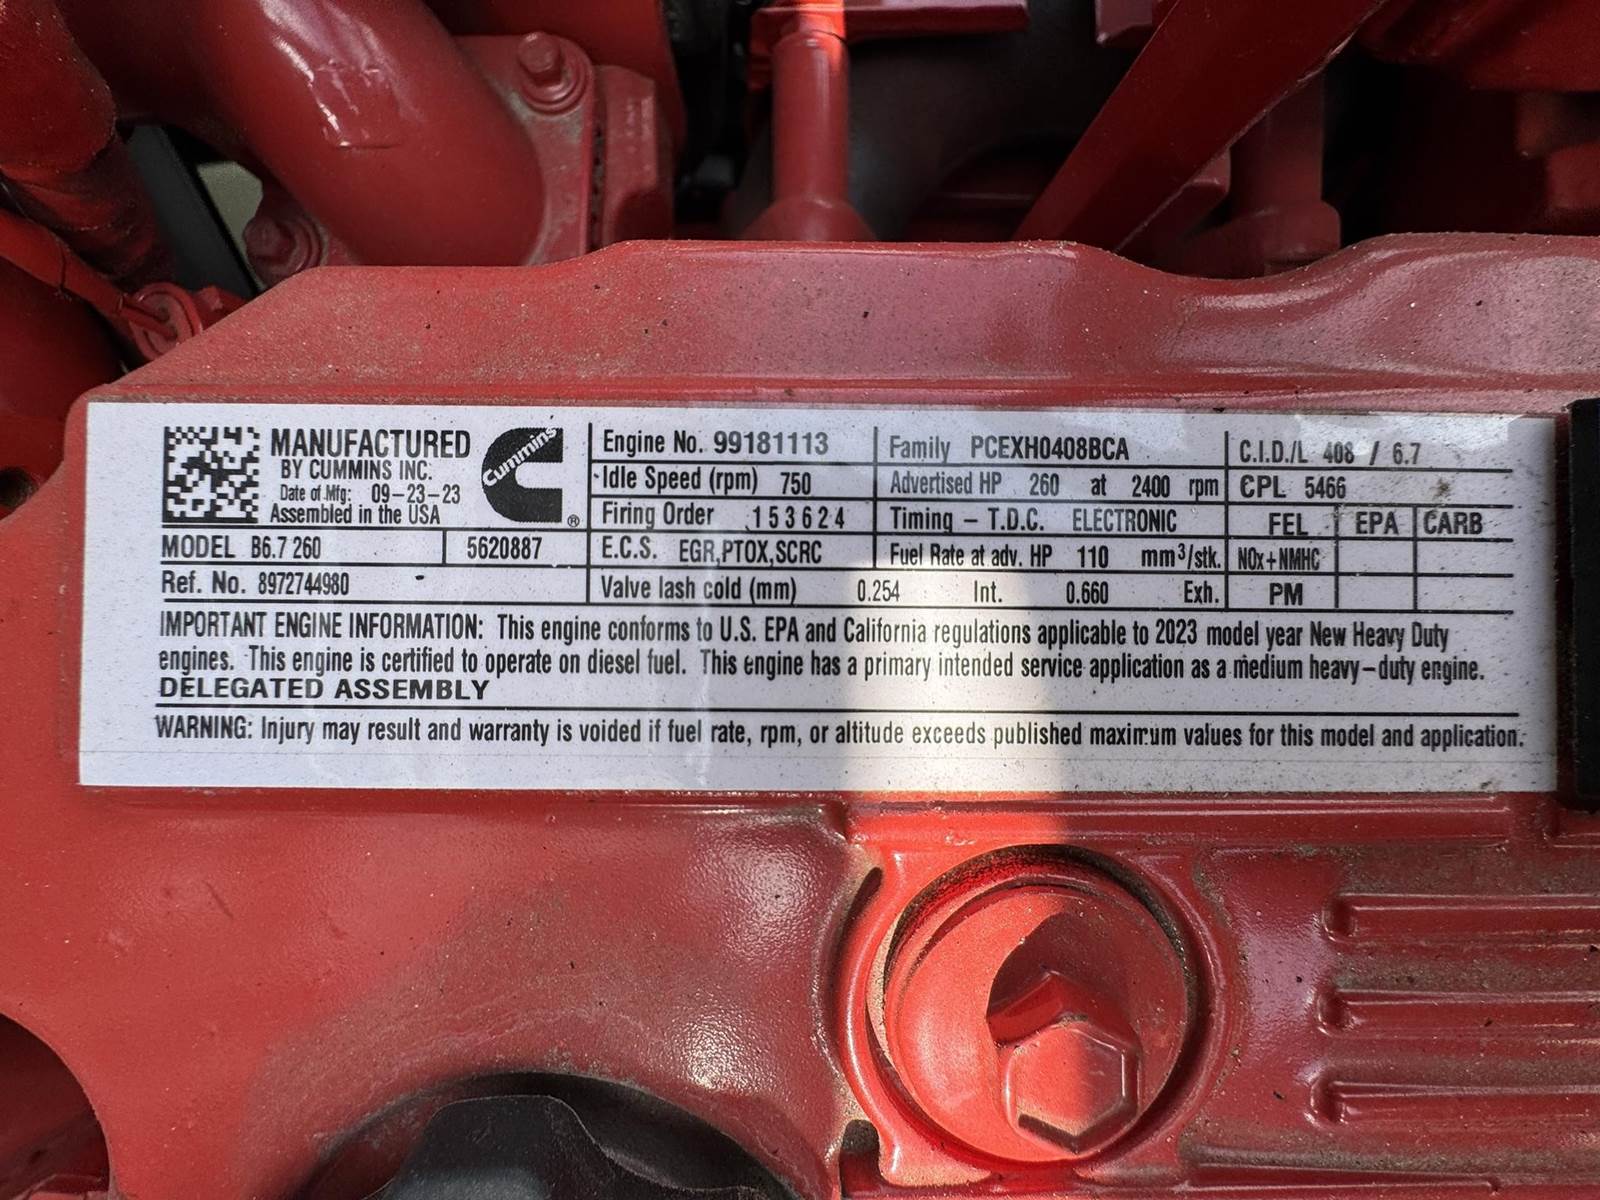 MANUFACTURED
BY CUMMINS INC.
Date of Mfg: 09-23-23
Assembled in the USA
Cummins
®
MODEL B6.7 260 5620887
Ref. No. 8972744980
Engine No. 99181113
Idle Speed (rpm) 750
Firing Order 153624
E.C.S. EGR,PTOX,SCRC
Valve lash cold (mm) 0.254 Int. 0.660 Exh.
Family PCEXH0408BCA
Advertised HP 260 at 2400 rpm
Timing - T.D.C. ELECTRONIC
Fuel Rate at adv. HP 110 mm³/stk.
C.I.D./L 408 / 6.7
CPL 5466
FEL EPA CARB
NOx+NMHC
PM
IMPORTANT ENGINE INFORMATION: This engine conforms to U.S. EPA and California regulations applicable to 2023 model year New Heavy Duty
engines. This engine is certified to operate on diesel fuel. This engine has a primary intended service application as a medium heavy-duty engine.
DELEGATED ASSEMBLY
WARNING: Injury may result and warranty is voided if fuel rate, rpm, or altitude exceeds published maximum values for this model and application.